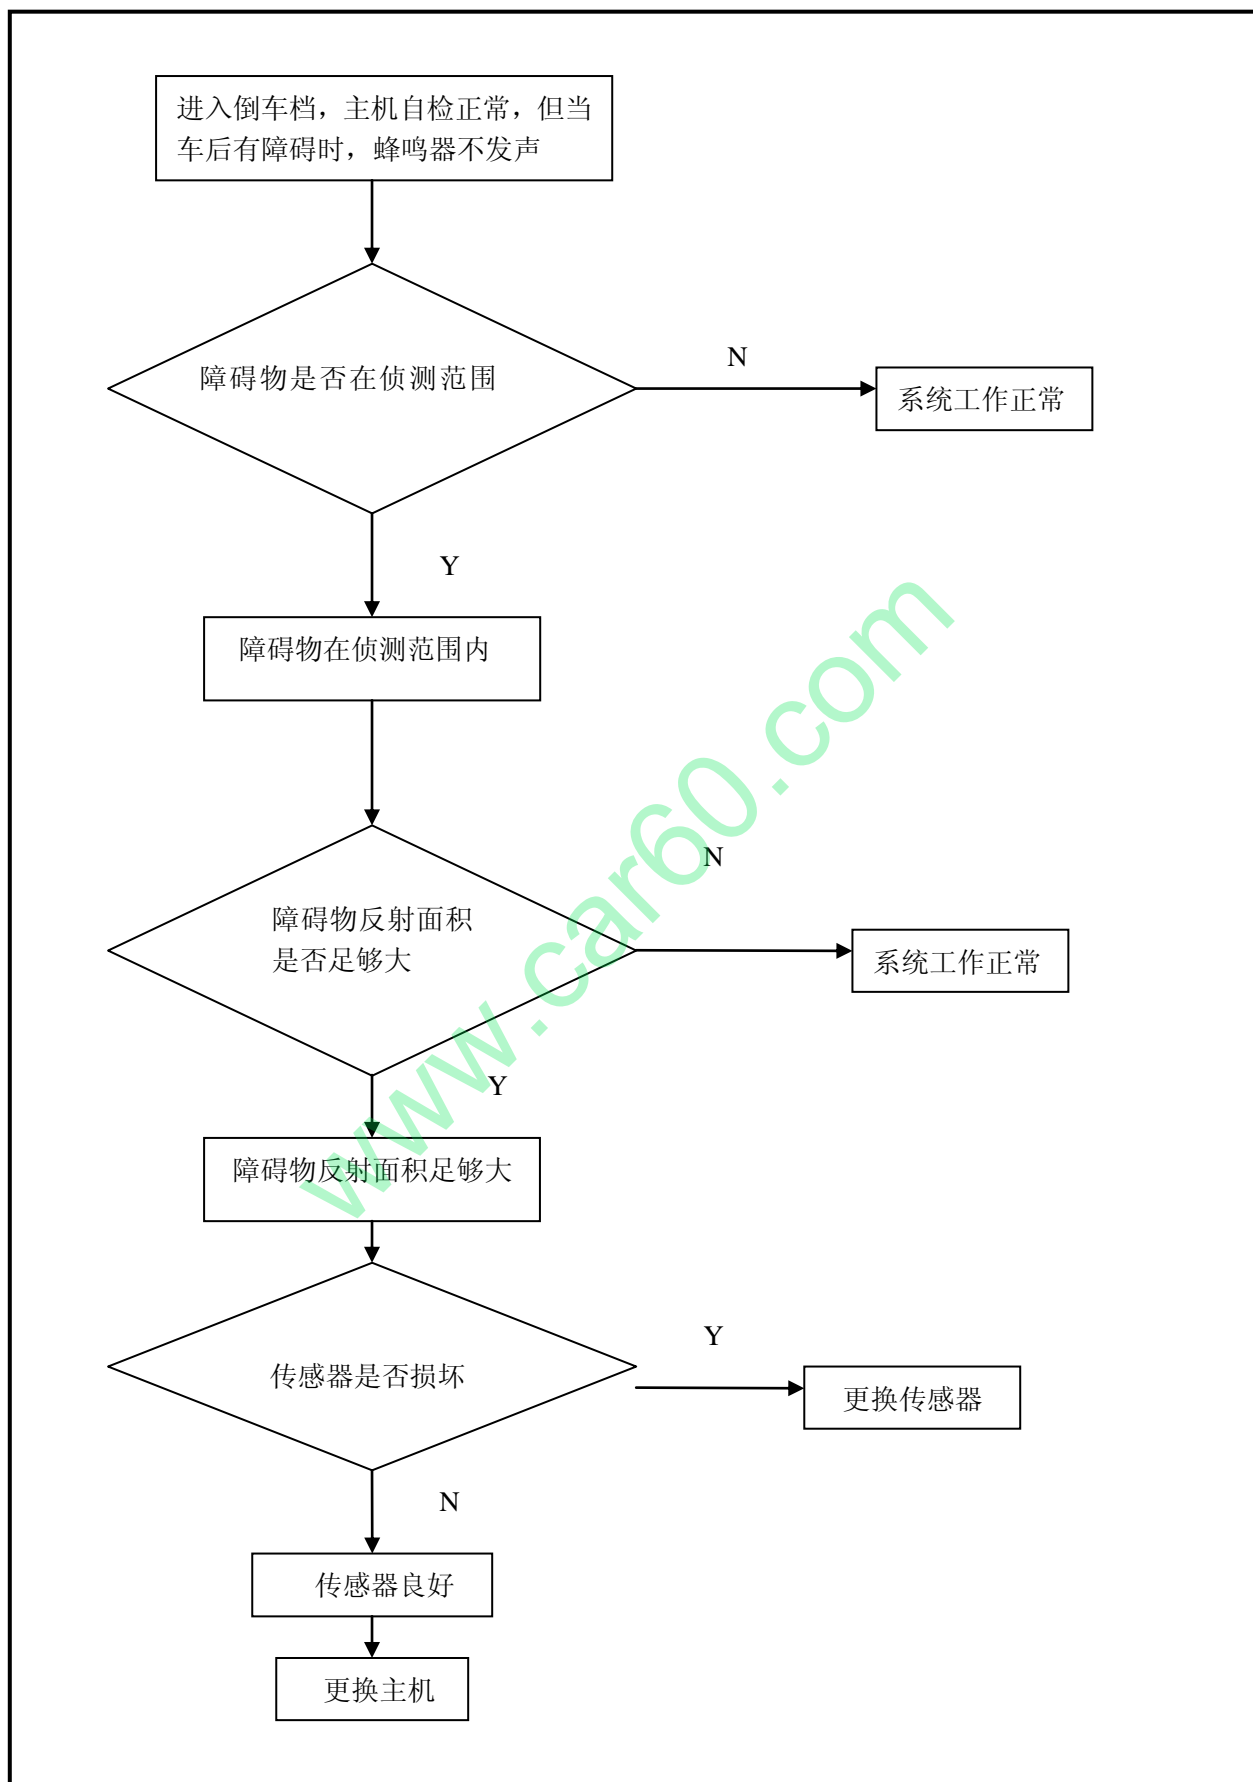 进入倒车档，主机自检正常，但当
车后有障碍时，蜂鸣器不发声
障碍物是否在侦测范围
N
系统工作正常
Y
障碍物在侦测范围内
障碍物反射面积
是否足够大
N
系统工作正常
Y
障碍物反射面积足够大
传感器是否损坏
Y
更换传感器
N
传感器良好
更换主机
www.car60.com